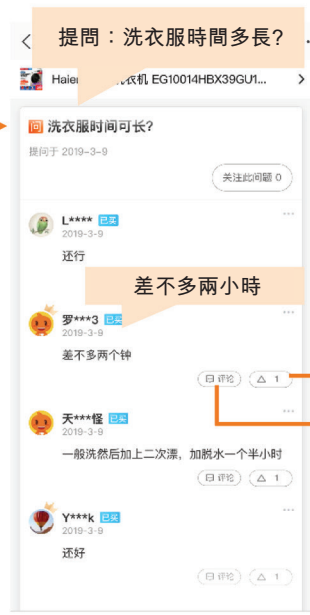 提問：洗衣服時間多長？
Haier 衣机 EG10014HBX39GU1...
问 洗衣服时间可长?
提问于 2019-3-9
关注此问题 0
L**** 已买
2019-3-9
还行
差不多兩小時
罗***3 已买
2019-3-9
差不多两个钟
评论 1
天***怪 已买
2019-3-9
一般洗然后加上二次漂，加脱水一个半小时
评论 1
Y***k 已买
2019-3-9
还好
评论 1